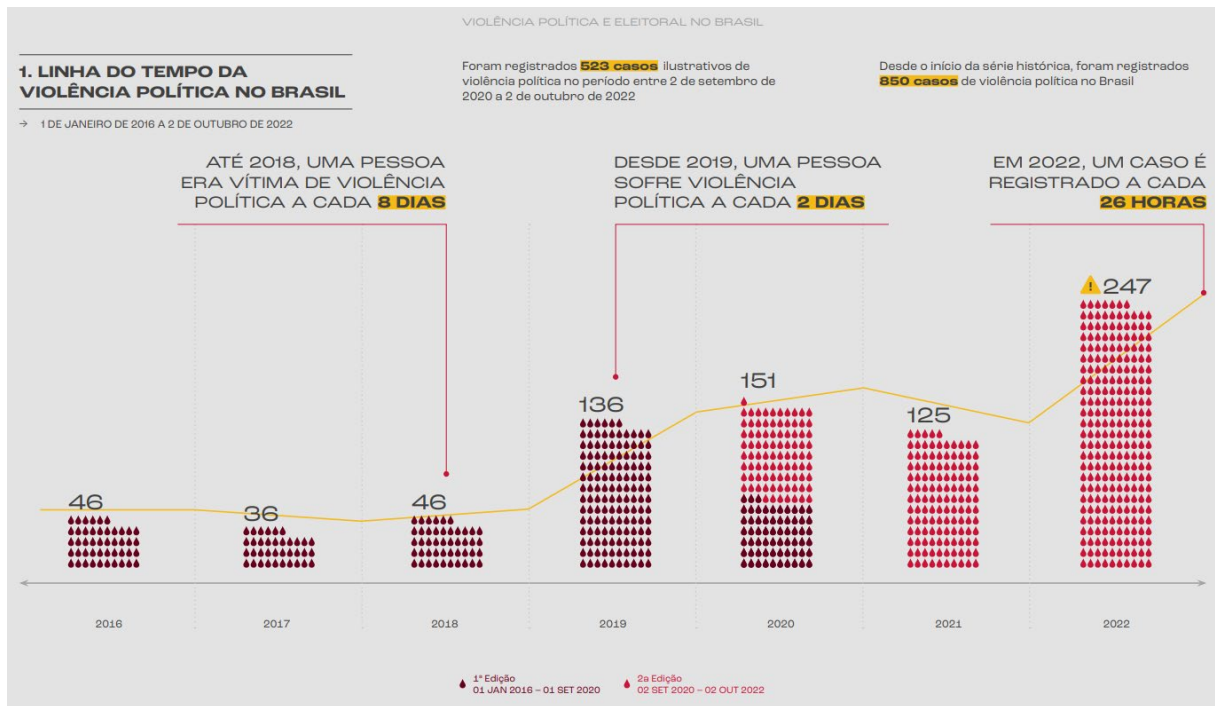 VIOLÊNCIA POLÍTICA E ELEITORAL NO BRASIL
1. LINHA DO TEMPO DA
VIOLÊNCIA POLÍTICA NO BRASIL
→ 1 DE JANEIRO DE 2016 A 2 DE OUTUBRO DE 2022
Foram registrados 523 casos ilustrativos de
violência política no período entre 2 de setembro de
2020 a 2 de outubro de 2022
Desde o início da série histórica, foram registrados
850 casos de violência política no Brasil
ATÉ 2018, UMA PESSOA
ERA VÍTIMA DE VIOLÊNCIA
POLÍTICA A CADA 8 DIAS
DESDE 2019, UMA PESSOA
SOFRE VIOLÊNCIA
POLÍTICA A CADA 2 DIAS
EM 2022, UM CASO É
REGISTRADO A CADA
26 HORAS
46
36
46
136
151
125
! 247
2016
2017
2018
2019
2020
2021
2022
1ª Edição
01 JAN 2016 – 01 SET 2020
2a Edição
02 SET 2020 – 02 OUT 2022